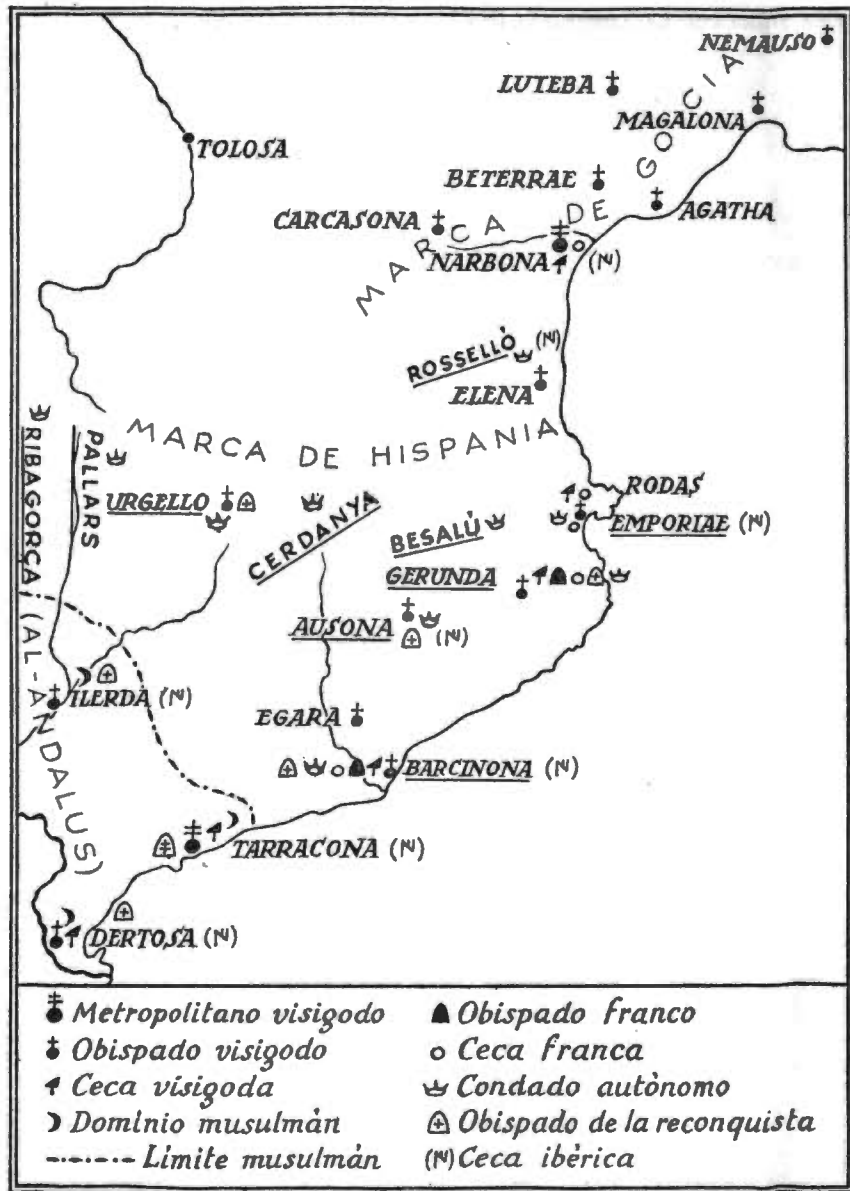 NEMAUSO
LUTEBA
MAGALONA
TOLOSA
BETERRAE
AGATHA
CARCASONA
MARCA DE GOCIA
NARBONA (N)
ROSSELLÓ (N)
ELENA
MARCA DE HISPANIA
RIBAGORÇA
PALLARS
URGELLO
CERDANYA
RODAS
EMPORIAE (N)
BESALÚ
GERUNDA
AUSONA (N)
(AL-ANDALUS)
ILERDA (N)
EGARA
BARCINONA (N)
TARRACONA (N)
DERTOSA (N)
Metropolitano visigodo
Obispado visigodo
Ceca visigoda
Dominio musulmán
Límite musulmán
Obispado franco
Ceca franca
Condado autònomo
Obispado de la reconquista
(N) Ceca ibèrica